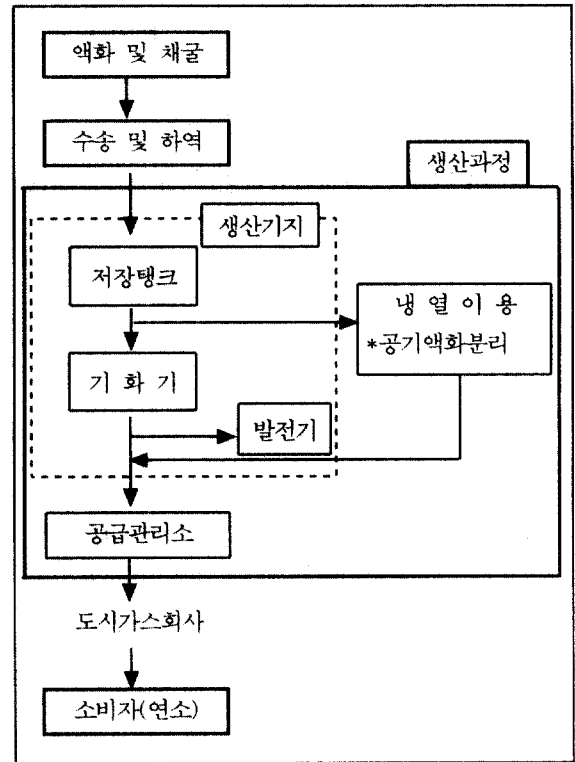 액화 및 채굴
수송 및 하역
생산과정
생산기지
저장탱크
냉 열 이 용
*공기액화분리
기 화 기
발전기
공급관리소
도시가스회사
소비자(연소)